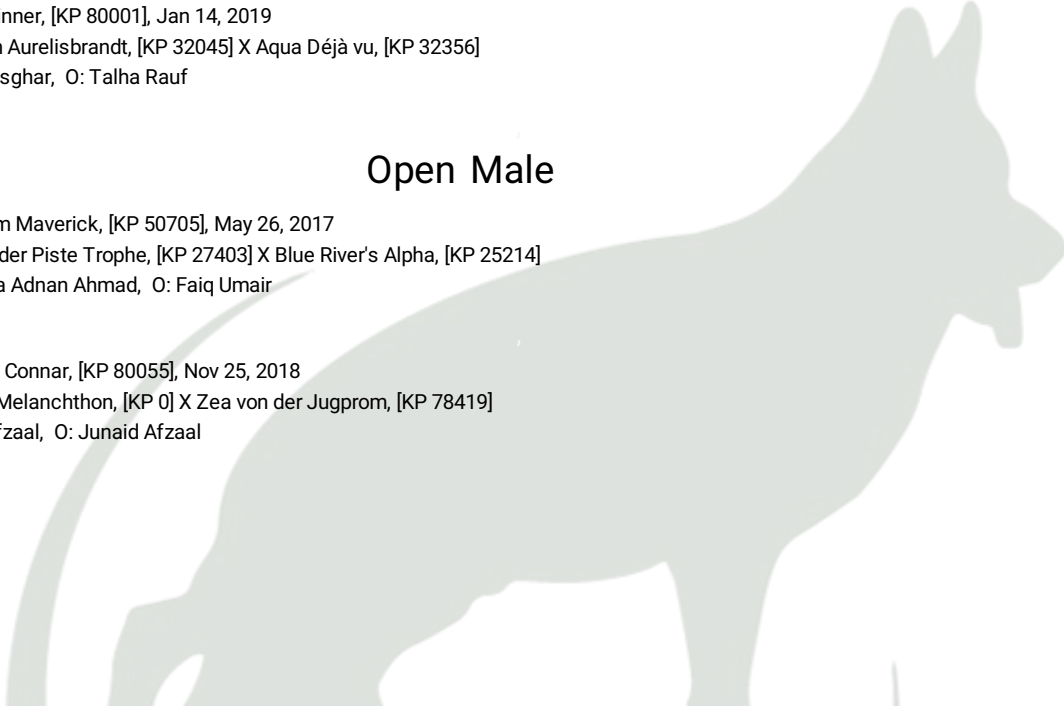 nner, [KP 80001], Jan 14, 2019
Aurelisbrandt, [KP 32045] X Aqua Déjà vu, [KP 32356]
sghar, O: Talha Rauf
Open Male
m Maverick, [KP 50705], May 26, 2017
der Piste Trophe, [KP 27403] X Blue River's Alpha, [KP 25214]
a Adnan Ahmad, O: Faiq Umair
Connar, [KP 80055], Nov 25, 2018
Melanchthon, [KP 0] X Zea von der Jugprom, [KP 78419]
fzaal, O: Junaid Afzaal